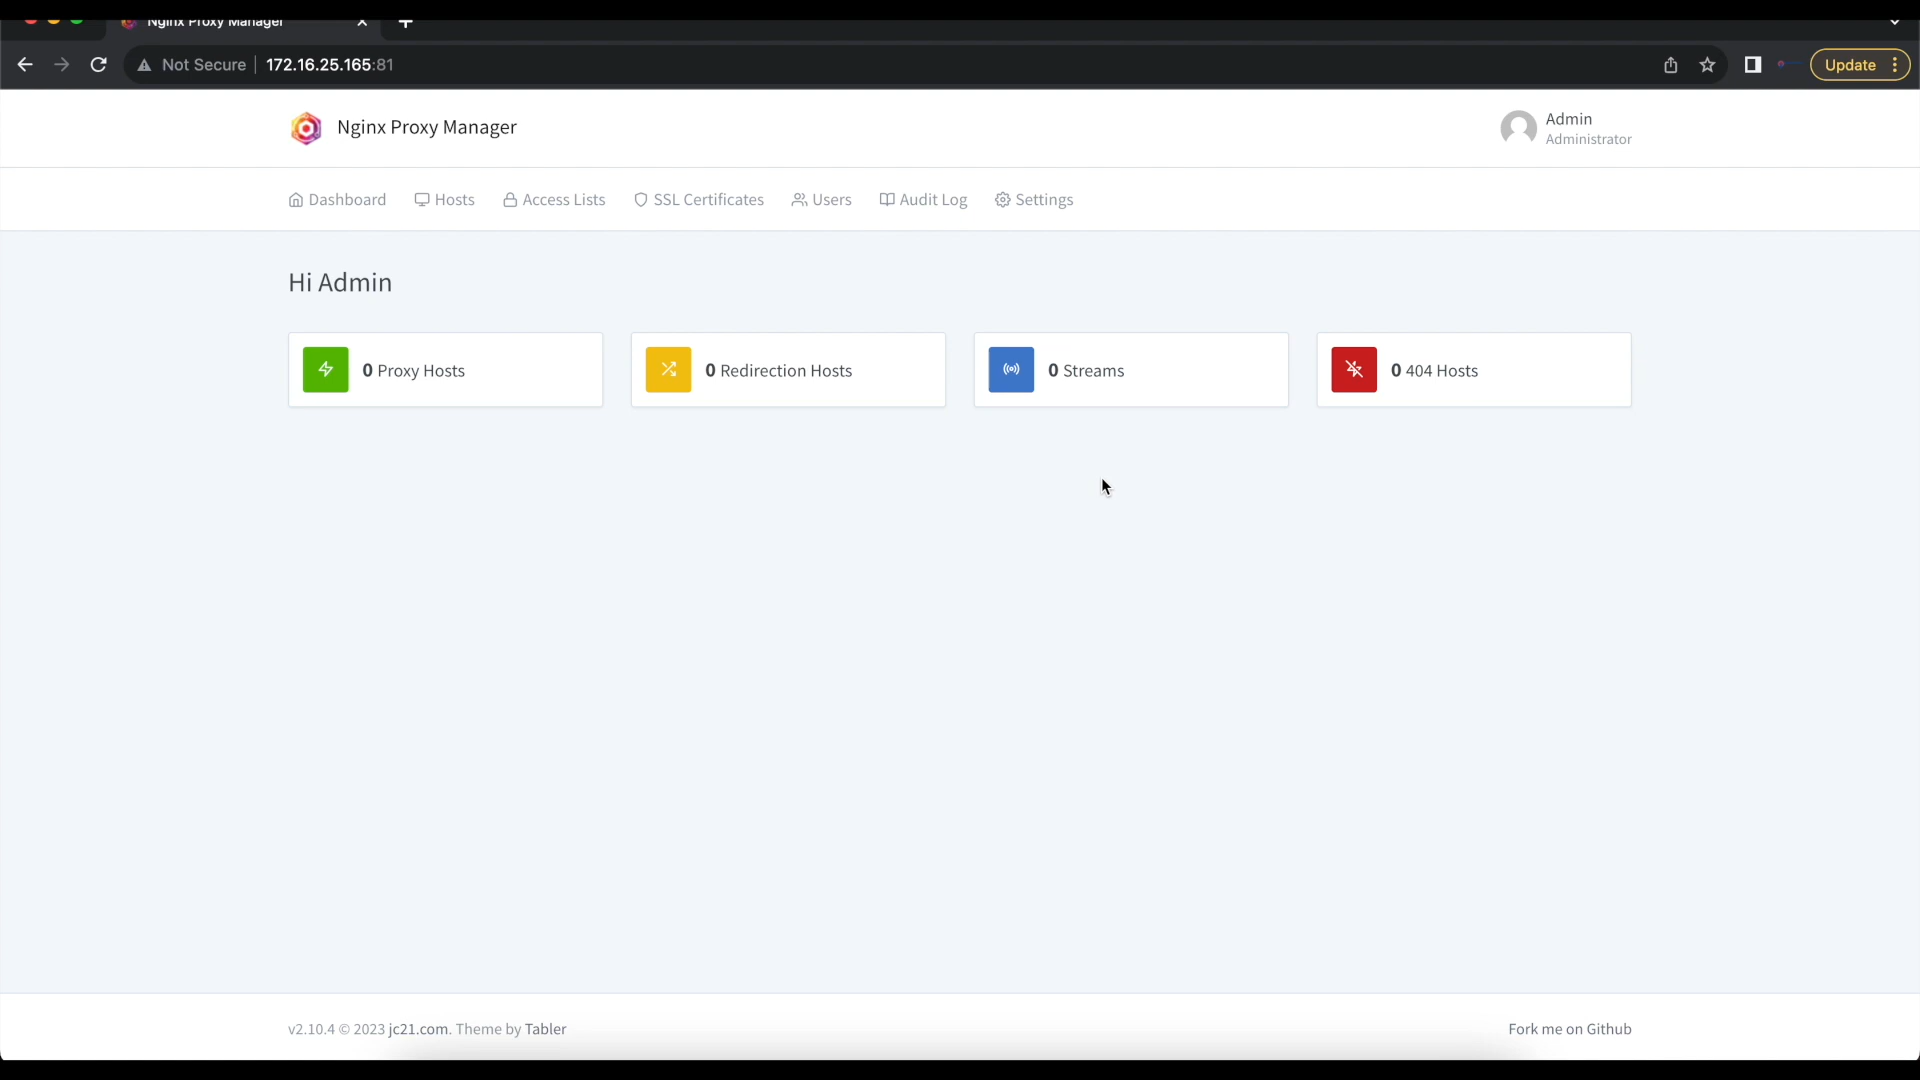 Nginx Proxy Manager
Not Secure 172.16.25.165:81
Update
Nginx Proxy Manager
Admin
Administrator
Dashboard Hosts Access Lists SSL Certificates Users Audit Log Settings
Hi Admin
0 Proxy Hosts 0 Redirection Hosts 0 Streams 0 404 Hosts
v2.10.4 © 2023 jc21.com. Theme by Tabler Fork me on Github